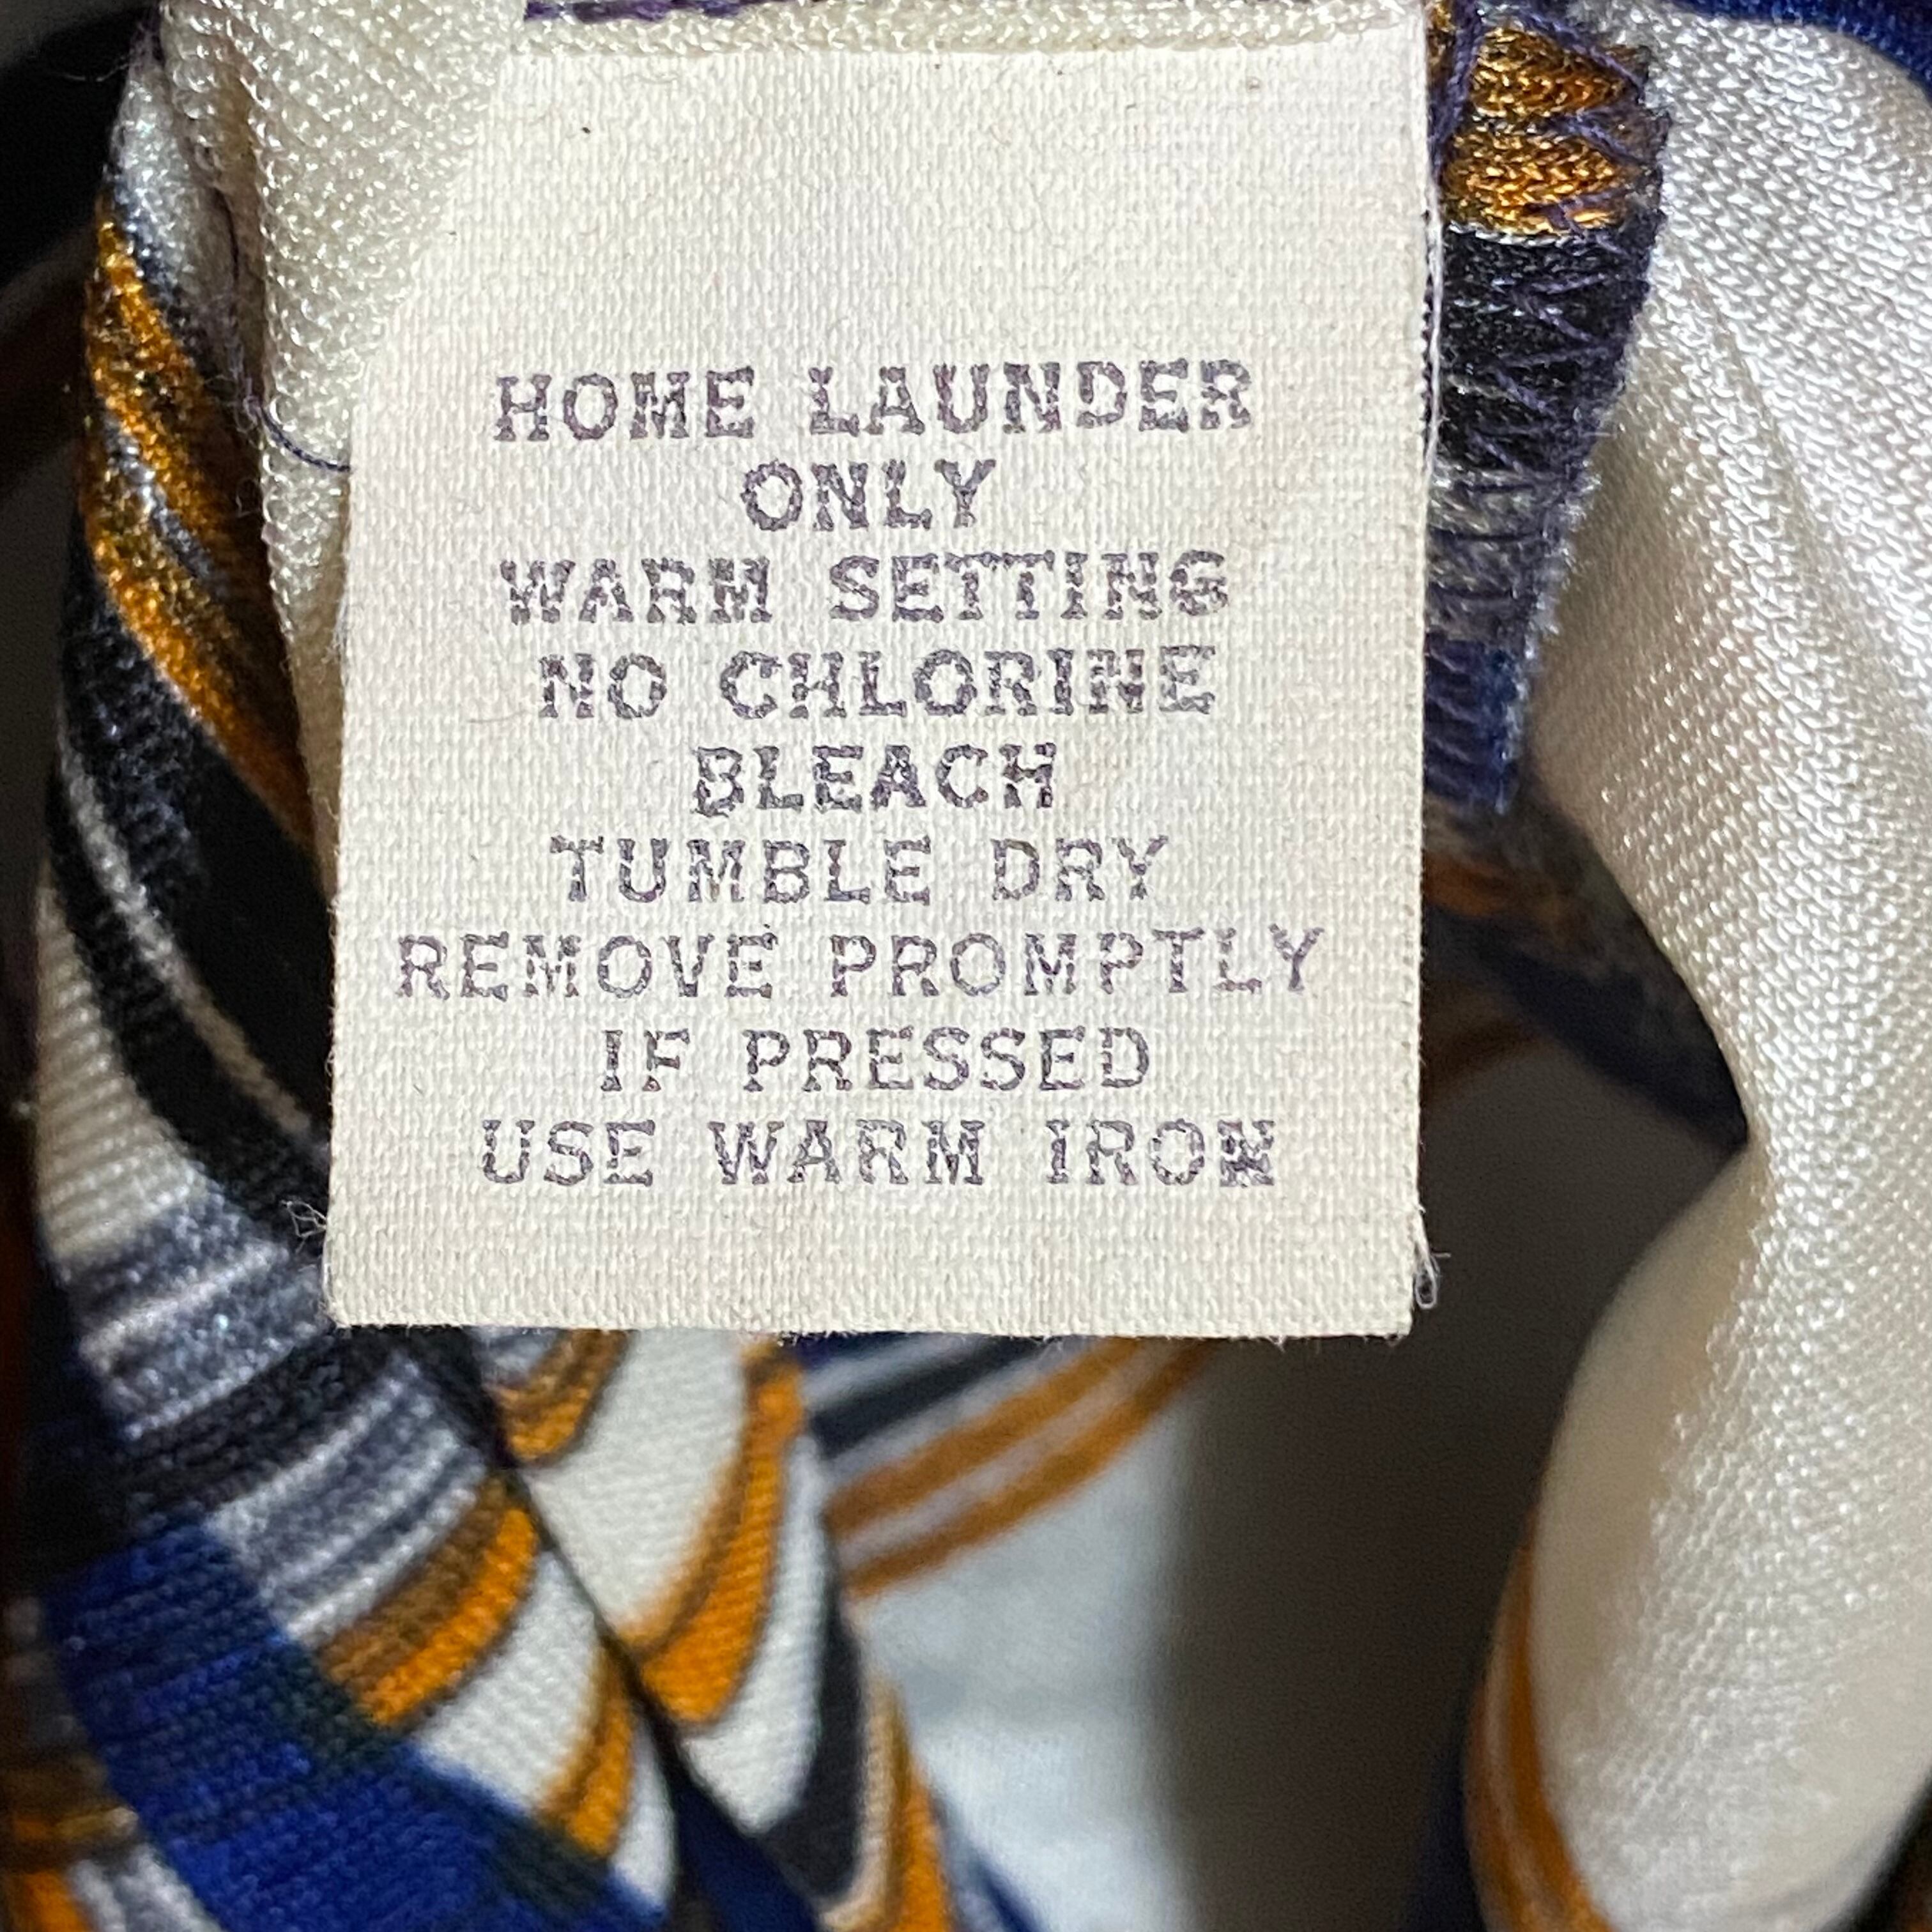 HOME LAUNDER
ONLY
WARM SETTING
NO CHLORINE
BLEACH
TUMBLE DRY
REMOVE PROMPTLY
IF PRESSED
USE WARM IRON